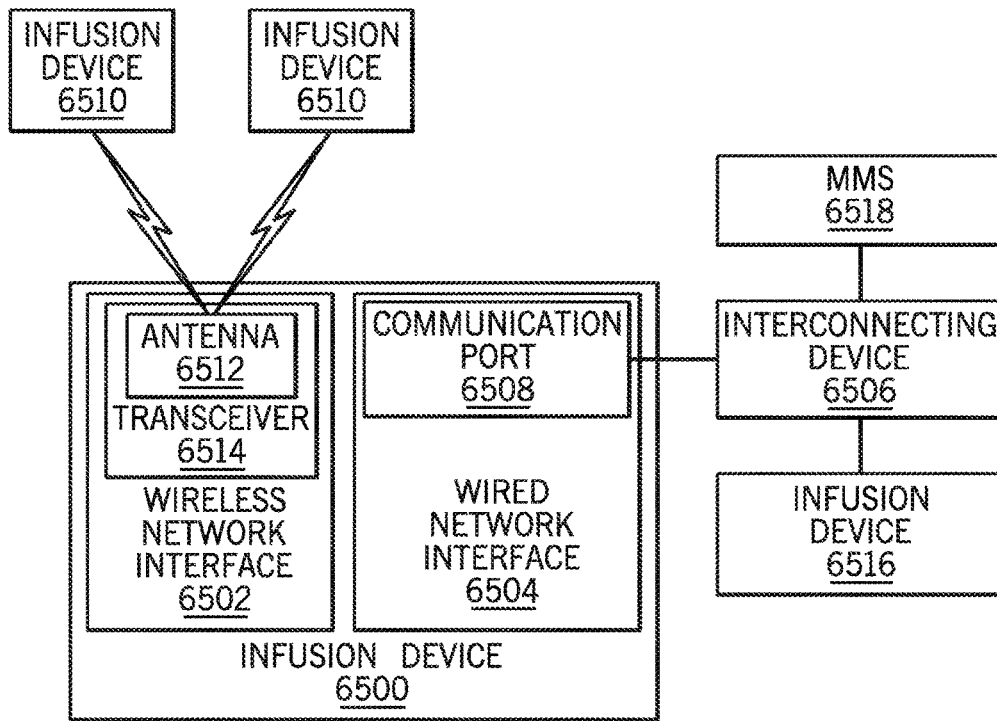 INFUSION
DEVICE
6510
INFUSION
DEVICE
6510
MMS
6518
ANTENNA
6512
TRANSCEIVER
6514
WIRELESS
NETWORK
INTERFACE
6502
COMMUNICATION
PORT
6508
WIRED
NETWORK
INTERFACE
6504
INTERCONNECTING
DEVICE
6506
INFUSION
DEVICE
6516
INFUSION DEVICE
6500